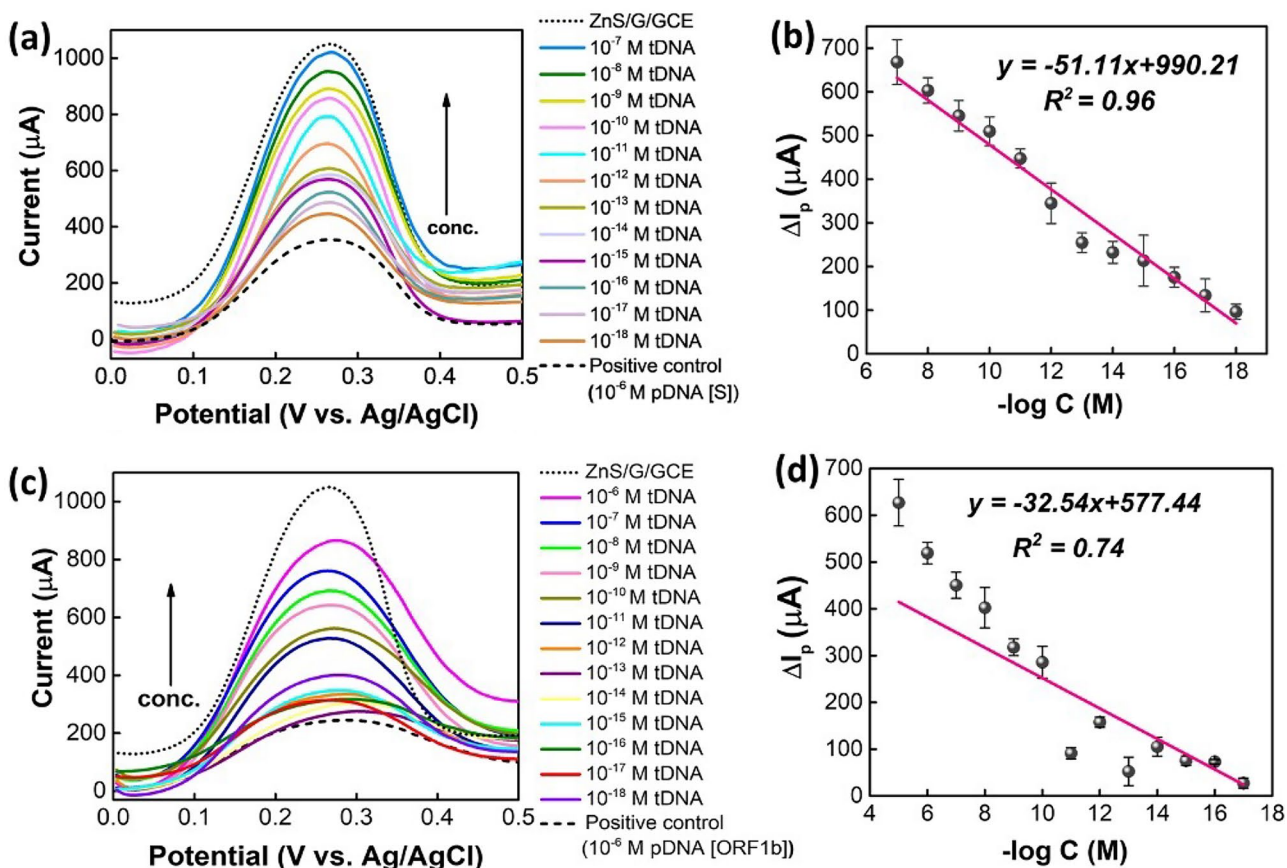 (a)
1000
800
600
400
200
0
Current (μA)
conc.
0.0 0.1 0.2 0.3 0.4 0.5
Potential (V vs. Ag/AgCl)
ZnS/G/GCE
10⁻⁷ M tDNA
10⁻⁸ M tDNA
10⁻⁹ M tDNA
10⁻¹⁰ M tDNA
10⁻¹¹ M tDNA
10⁻¹² M tDNA
10⁻¹³ M tDNA
10⁻¹⁴ M tDNA
10⁻¹⁵ M tDNA
10⁻¹⁶ M tDNA
10⁻¹⁷ M tDNA
10⁻¹⁸ M tDNA
Positive control
(10⁻⁶ M pDNA [S])
(b)
y = -51.11x+990.21
R² = 0.96
700
600
500
400
300
200
100
0
ΔIₚ (μA)
6 8 10 12 14 16 18
-log C (M)
(c)
1000
800
600
400
200
0
Current (μA)
conc.
0.0 0.1 0.2 0.3 0.4 0.5
Potential (V vs. Ag/AgCl)
ZnS/G/GCE
10⁻⁶ M tDNA
10⁻⁷ M tDNA
10⁻⁸ M tDNA
10⁻⁹ M tDNA
10⁻¹⁰ M tDNA
10⁻¹¹ M tDNA
10⁻¹² M tDNA
10⁻¹³ M tDNA
10⁻¹⁴ M tDNA
10⁻¹⁵ M tDNA
10⁻¹⁶ M tDNA
10⁻¹⁷ M tDNA
10⁻¹⁸ M tDNA
Positive control
(10⁻⁶ M pDNA [ORF1b])
(d)
y = -32.54x+577.44
R² = 0.74
700
600
500
400
300
200
100
0
ΔIₚ (μA)
4 6 8 10 12 14 16 18
-log C (M)